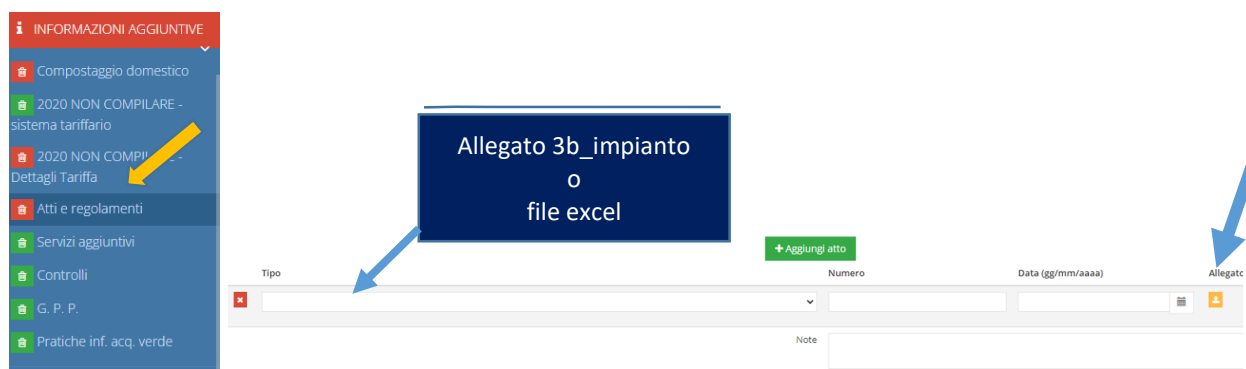 INFORMAZIONI AGGIUNTIVE
Compostaggio domestico
2020 NON COMPILARE -
sistema tariffario
2020 NON COMPIL E -
Dettagli Tariffa
Atti e regolamenti
Servizi aggiuntivi
Controlli
G. P. P.
Pratiche inf. acq. verde
Allegato 3b_impianto
o
file excel
+ Aggiungi atto
Tipo Numero Data (gg/mm/aaaa) Allegato
Note